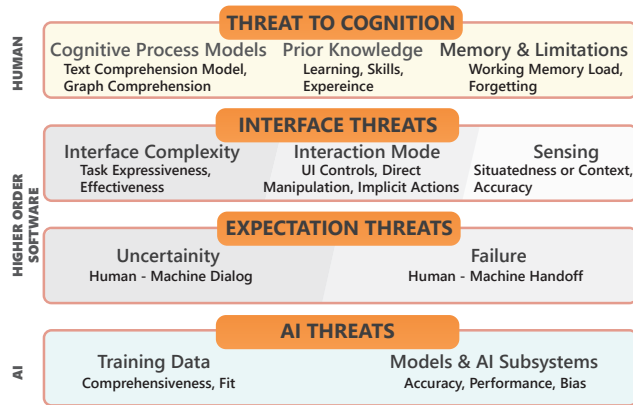 THREAT TO COGNITION
HUMAN
Cognitive Process Models
Text Comprehension Model,
Graph Comprehension
Prior Knowledge
Learning, Skills,
Expereince
Memory & Limitations
Working Memory Load,
Forgetting
INTERFACE THREATS
HIGHER ORDER
SOFTWARE
Interface Complexity
Task Expressiveness,
Effectiveness
Interaction Mode
UI Controls, Direct
Manipulation, Implicit Actions
Sensing
Situatedness or Context,
Accuracy
EXPECTATION THREATS
Uncertainity
Human - Machine Dialog
Failure
Human - Machine Handoff
AI THREATS
AI
Training Data
Comprehensiveness, Fit
Models & AI Subsystems
Accuracy, Performance, Bias